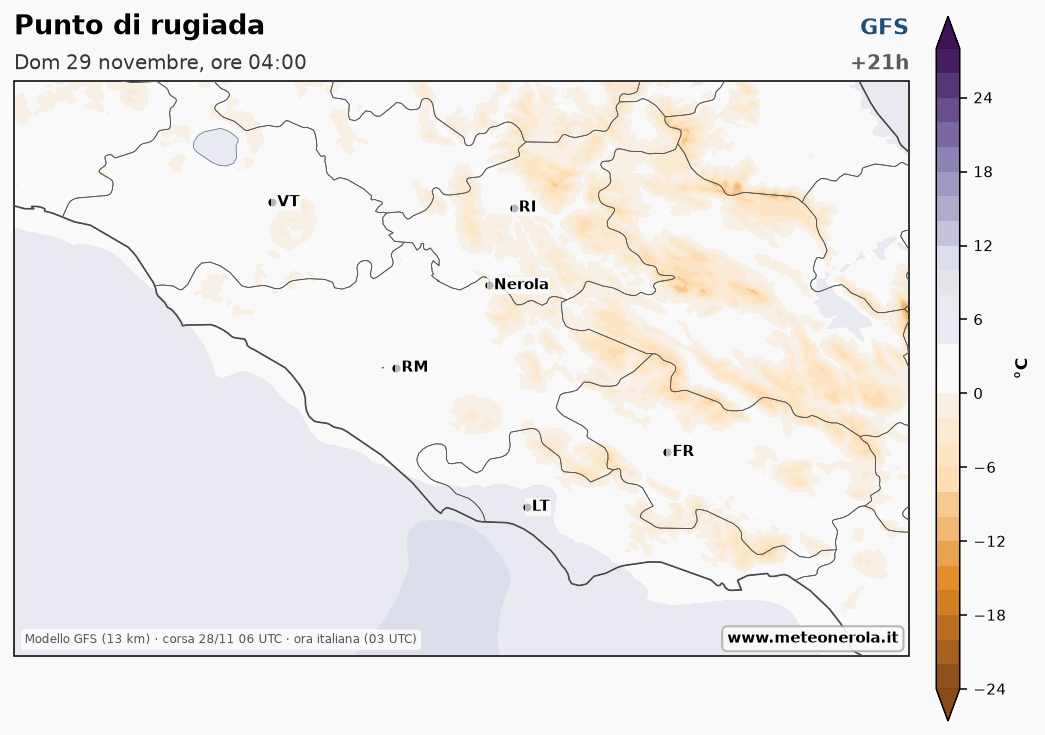 Punto di rugiada
GFS
Dom 29 novembre, ore 04:00
+21h
VT
RI
Nerola
RM
FR
LT
24
18
12
6
0
−6
−12
−18
−24
°C
Modello GFS (13 km) · corsa 28/11 06 UTC · ora italiana (03 UTC)
www.meteonerola.it